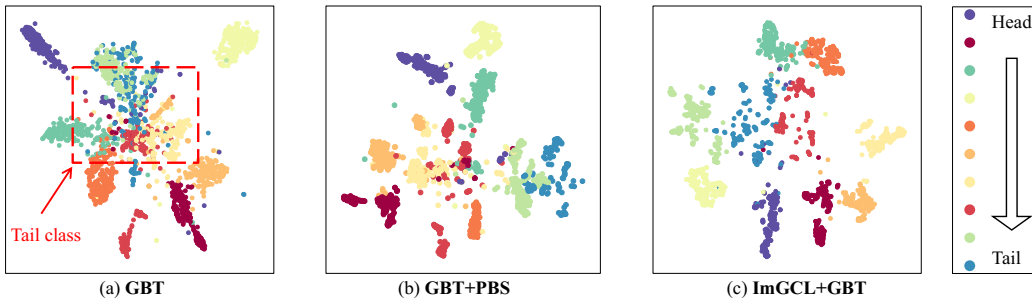 Head
Tail class
Tail
(a) GBT
(b) GBT+PBS
(c) ImGCL+GBT